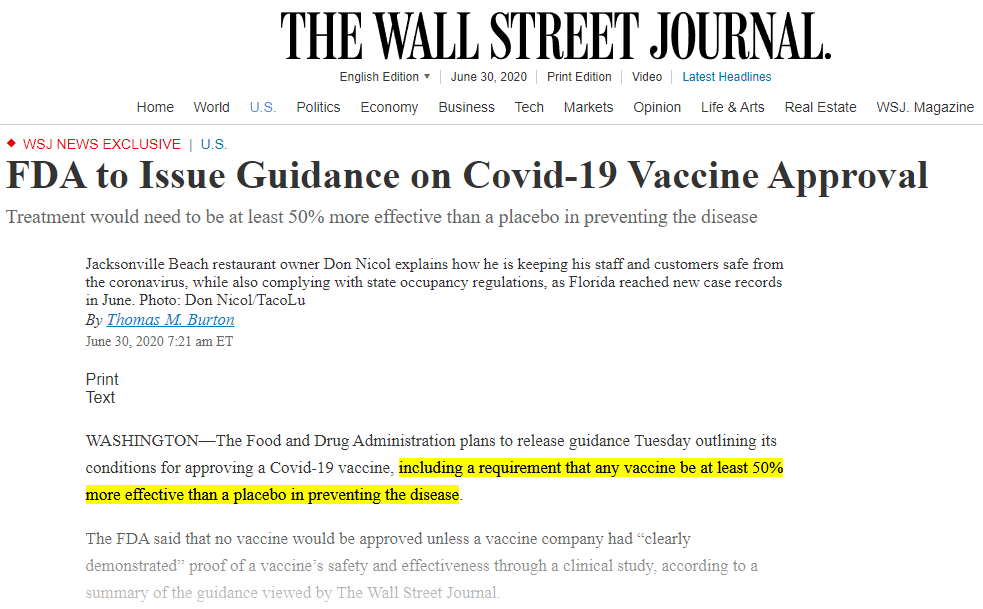 THE WALL STREET JOURNAL.
English Edition ▼ | June 30, 2020 | Print Edition | Video | Latest Headlines
Home World U.S. Politics Economy Business Tech Markets Opinion Life & Arts Real Estate WSJ. Magazine
◆ WSJ NEWS EXCLUSIVE | U.S.
FDA to Issue Guidance on Covid-19 Vaccine Approval
Treatment would need to be at least 50% more effective than a placebo in preventing the disease
Jacksonville Beach restaurant owner Don Nicol explains how he is keeping his staff and customers safe from
the coronavirus, while also complying with state occupancy regulations, as Florida reached new case records
in June. Photo: Don Nicol/TacoLu
By Thomas M. Burton
June 30, 2020 7:21 am ET
Print
Text
WASHINGTON—The Food and Drug Administration plans to release guidance Tuesday outlining its
conditions for approving a Covid-19 vaccine, including a requirement that any vaccine be at least 50%
more effective than a placebo in preventing the disease.
The FDA said that no vaccine would be approved unless a vaccine company had “clearly
demonstrated” proof of a vaccine’s safety and effectiveness through a clinical study, according to a
summary of the guidance viewed by The Wall Street Journal.